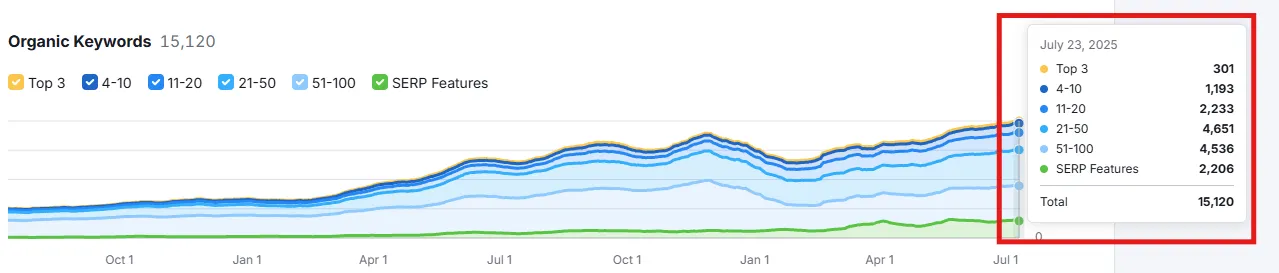 Organic Keywords 15,120
Top 3 4-10 11-20 21-50 51-100 SERP Features
July 23, 2025
Top 3 301
4-10 1,193
11-20 2,233
21-50 4,651
51-100 4,536
SERP Features 2,206
Total 15,120
0
Oct 1 Jan 1 Apr 1 Jul 1 Oct 1 Jan 1 Apr 1 Jul 1